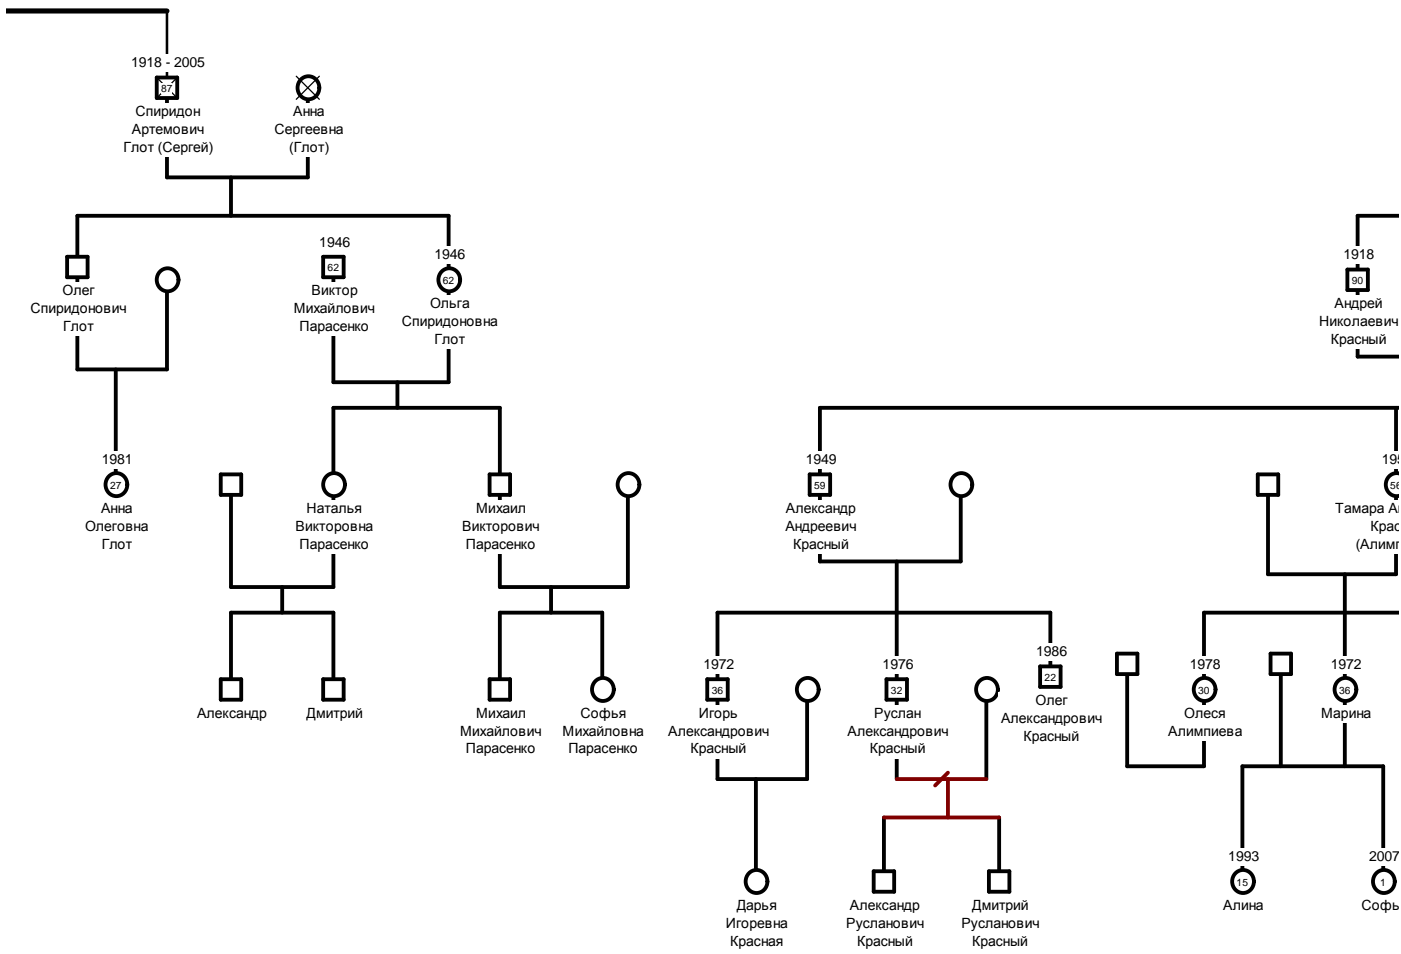 1918 - 2005
87
Спиридон
Артемович
Глот (Сергей)
Анна
Сергеевна
(Глот)
62
Олег
Спиридонович
Глот
1946
Виктор
Михайлович
Парасенко
1946
62
Ольга
Спиридоновна
Глот
1918
90
Андрей
Николаевич
Красный
1981
27
Анна
Олеговна
Глот
Наталья
Викторовна
Парасенко
Михаил
Викторович
Парасенко
1949
59
Александр
Андреевич
Красный
56
Тамара
Александр
Дмитрий
Михаил
Михайлович
Парасенко
Софья
Михайловна
Парасенко
1972
36
Игорь
Александрович
Красный
1976
32
Руслан
Александрович
Красный
1986
22
Олег
Александрович
Красный
1978
30
Олеся
Алимпиева
1972
36
Марина
Дарья
Игоревна
Красная
Александр
Русланович
Красный
Дмитрий
Русланович
Красный
1993
15
Алина
2007
1